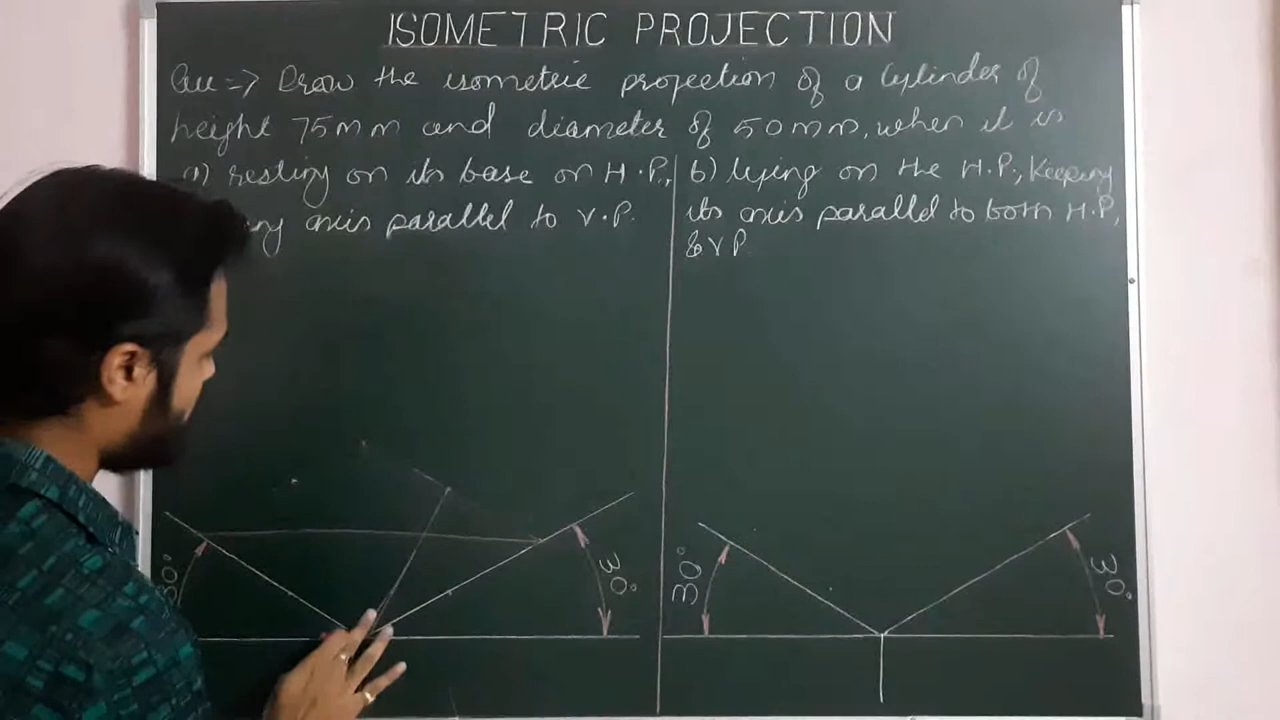 ISOMETRIC PROJECTION
Que => Draw the isometric projection of a cylinder of
height 75mm and diameter of 50mm, when it is
a) resting on its base on H.P.,
axis parallel to V.P.
b) lying on the H.P., Keeping
its axis parallel to both H.P,
& V P
30°
30°
30°
30°